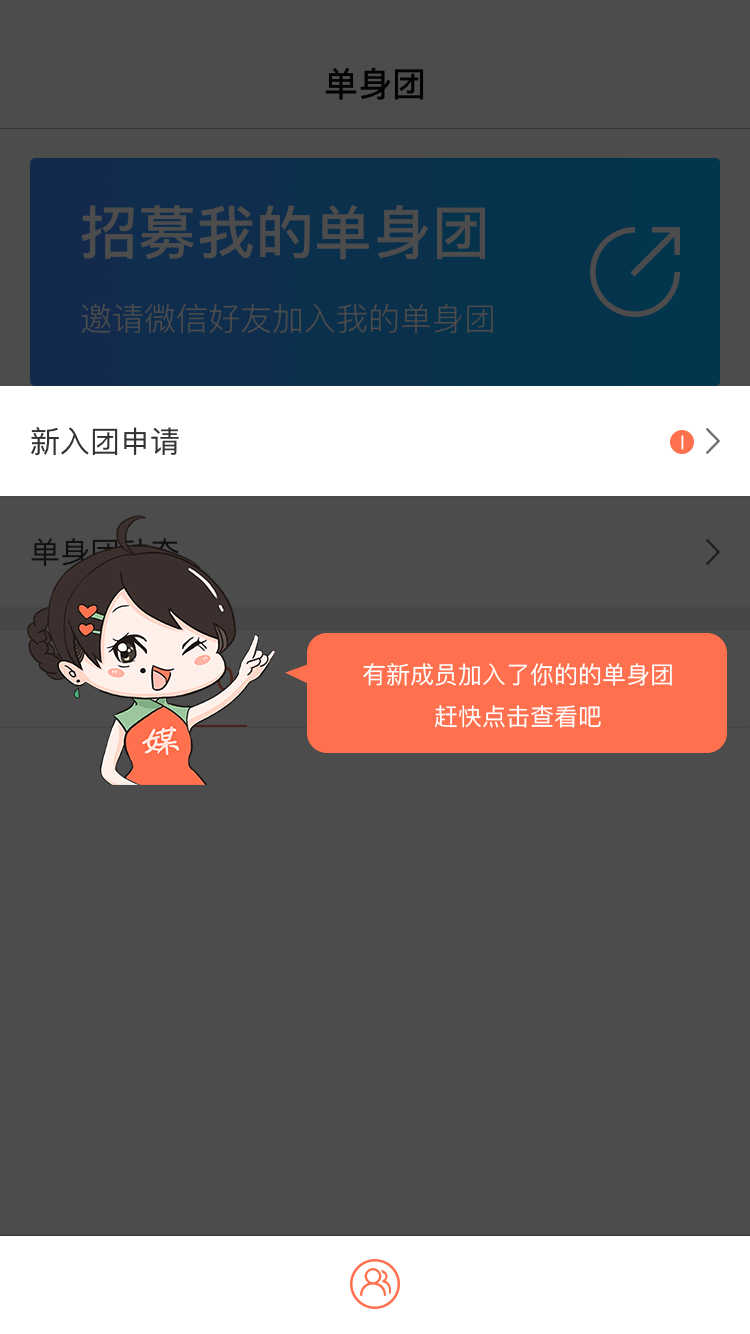 单身团
招募我的单身团
邀请微信好友加入我的单身团
新入团申请
1
单身团动态
有新成员加入了你的的单身团
赶快点击查看吧
媒